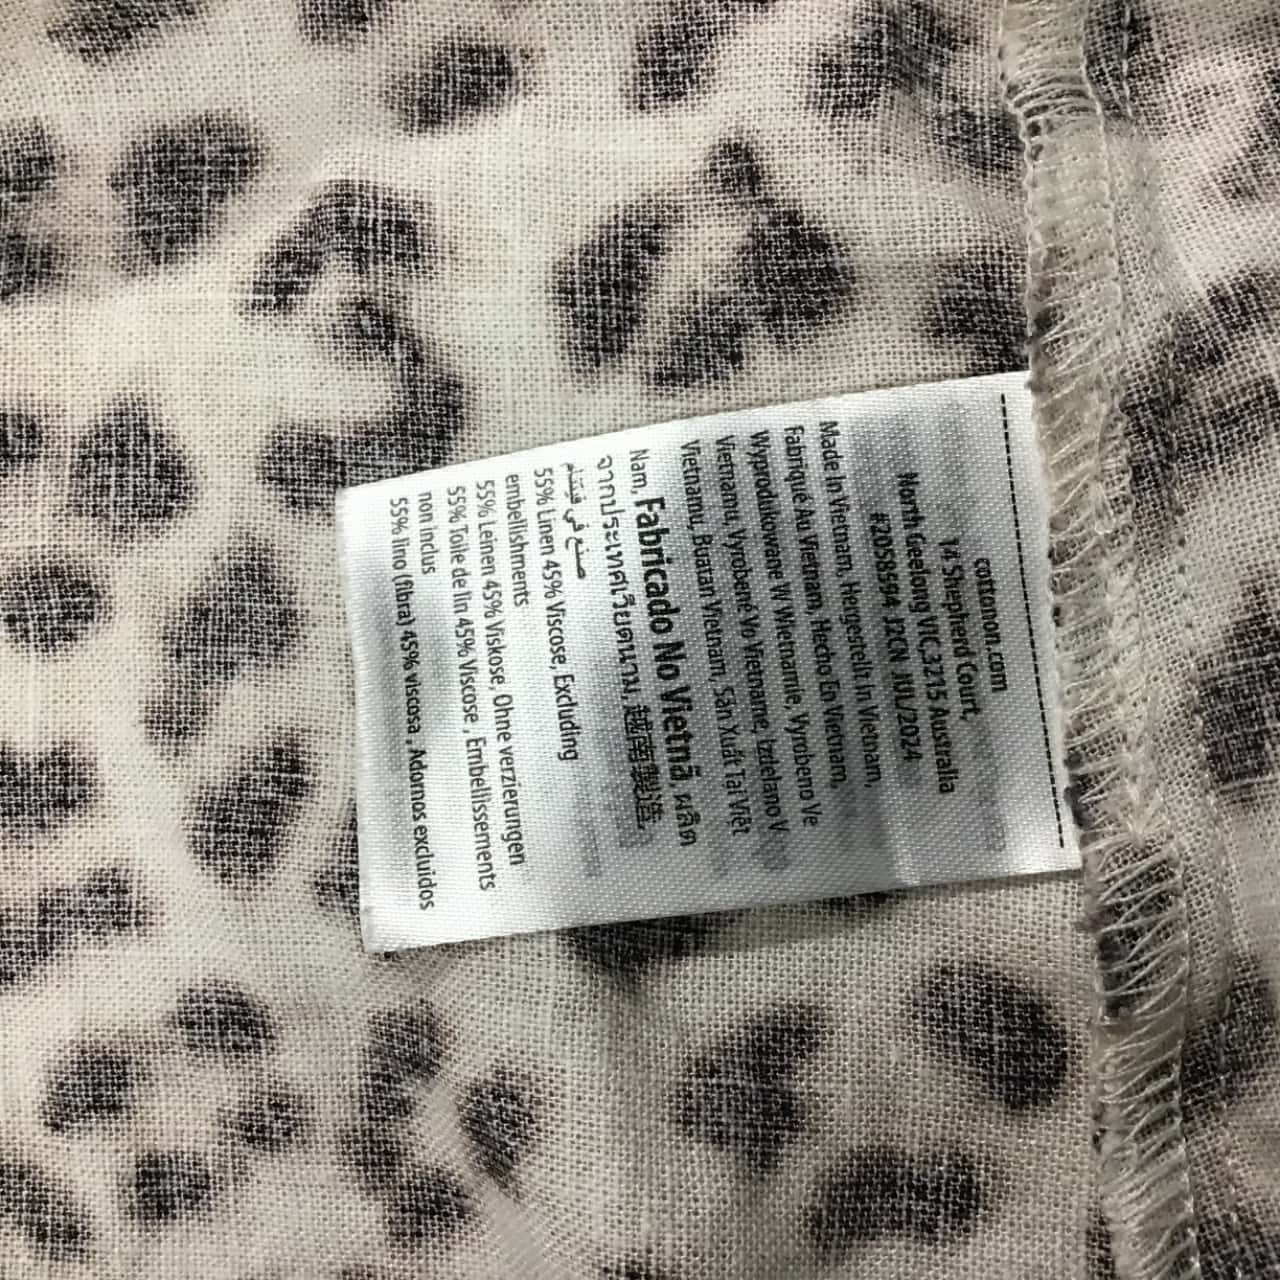 cottonon.com
14 Shepherd Court,
North Geelong VIC,3215 Australia
#2058594 J2CN JUL/2024
Made In Vietnam, Hergestellt in Vietnam,
Fabriqué Au Vietnam, Hecho En Vietnam,
Wyprodukowane W Wietnamie, Vyrobeno Ve
Vietnamu, Vyrobené Vo Vietname, Izdelano V
Vietnamu, Buatan Vietnam, Sản Xuất Tại Việt
Nam, Fabricado No Vietnã, ผลิต
จากประเทศเวียดนาม, 越南製造,
صنع في فيتنام
55% Linen 45% Viscose, Excluding
embellishments
55% Leinen 45% Viskose, Ohne verzierungen
55% Toile de lin 45% Viscose , Embellissements
non inclus
55% lino (fibra) 45% viscosa , Adornos excluidos